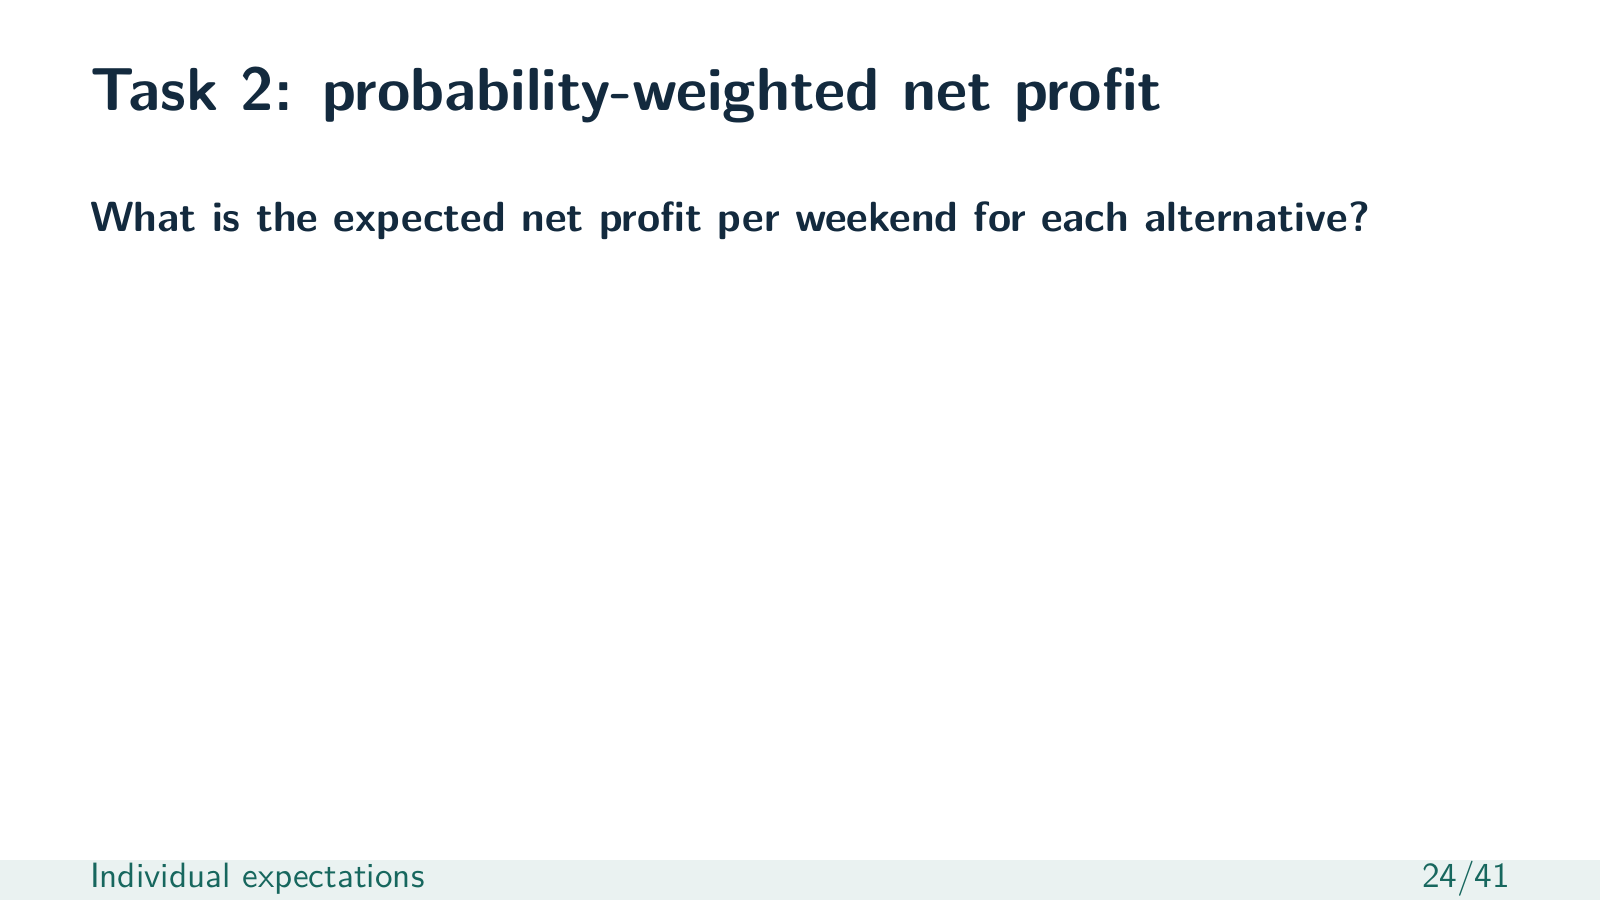 Task 2: probability-weighted net profit
What is the expected net profit per weekend for each alternative?
Individual expectations
24/41